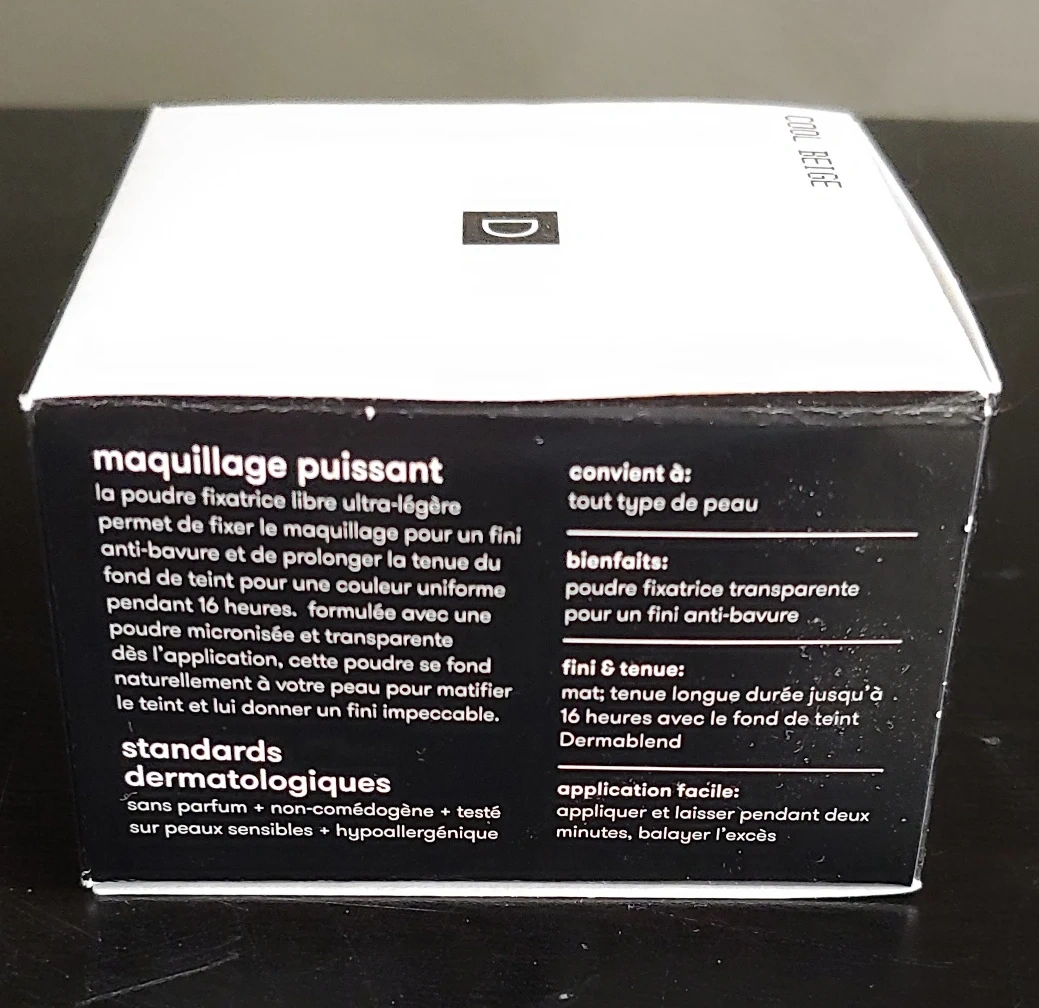 COOL BEIGE
D
maquillage puissant
la poudre fixatrice libre ultra-légère
permet de fixer le maquillage pour un fini
anti-bavure et de prolonger la tenue du
fond de teint pour une couleur uniforme
pendant 16 heures. formulée avec une
poudre micronisée et transparente
dès l'application, cette poudre se fond
naturellement à votre peau pour matifier
le teint et lui donner un fini impeccable.
standards
dermatologiques
sans parfum + non-comédogène + testé
sur peaux sensibles + hypoallergénique
convient à:
tout type de peau
bienfaits:
poudre fixatrice transparente
pour un fini anti-bavure
fini & tenue:
mat; tenue longue durée jusqu'à
16 heures avec le fond de teint
Dermablend
application facile:
appliquer et laisser pendant deux
minutes, balayer l'excès